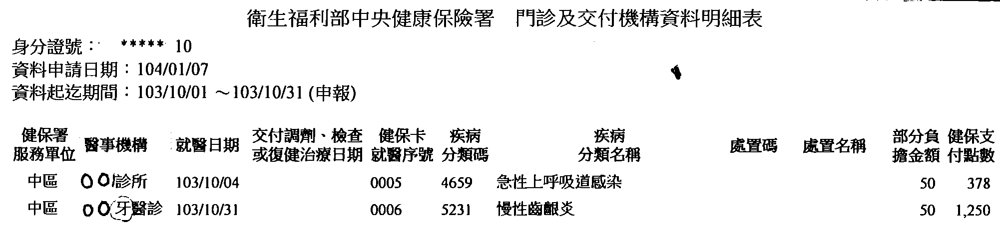 衛生福利部中央健康保險署 門診及交付機構資料明細表
身分證號： ***** 10
資料申請日期：104/01/07
資料起迄期間：103/10/01 ～103/10/31 (申報)
健保署服務單位 醫事機構 就醫日期 交付調劑、檢查或復健治療日期 健保卡就醫序號 疾病分類碼 疾病分類名稱 處置碼 處置名稱 部分負擔金額 健保支付點數
中區 OO診所 103/10/04 0005 4659 急性上呼吸道感染 50 378
中區 OO牙醫診 103/10/31 0006 5231 慢性齒齦炎 50 1,250